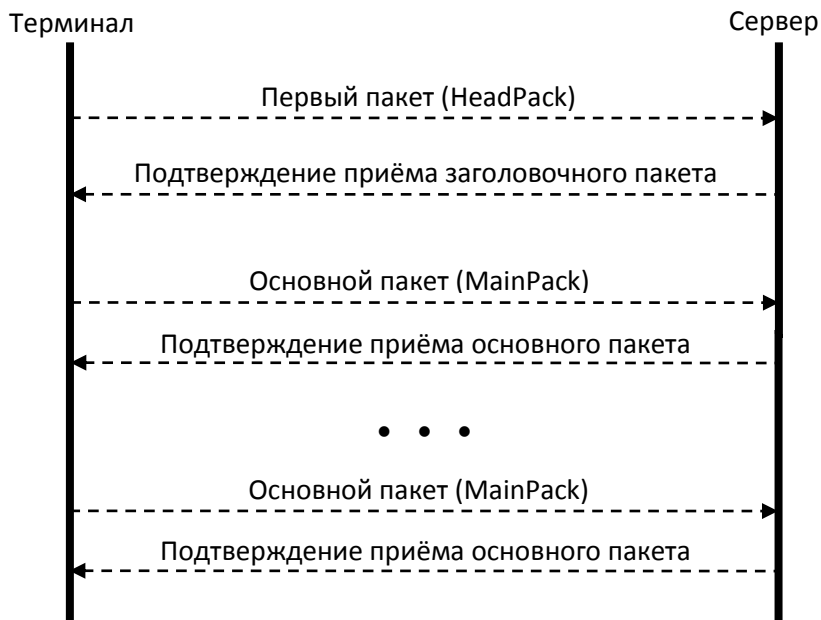 Терминал
Сервер
Первый пакет (HeadPack)
Подтверждение приёма заголовочного пакета
Основной пакет (MainPack)
Подтверждение приёма основного пакета
• • •
Основной пакет (MainPack)
Подтверждение приёма основного пакета